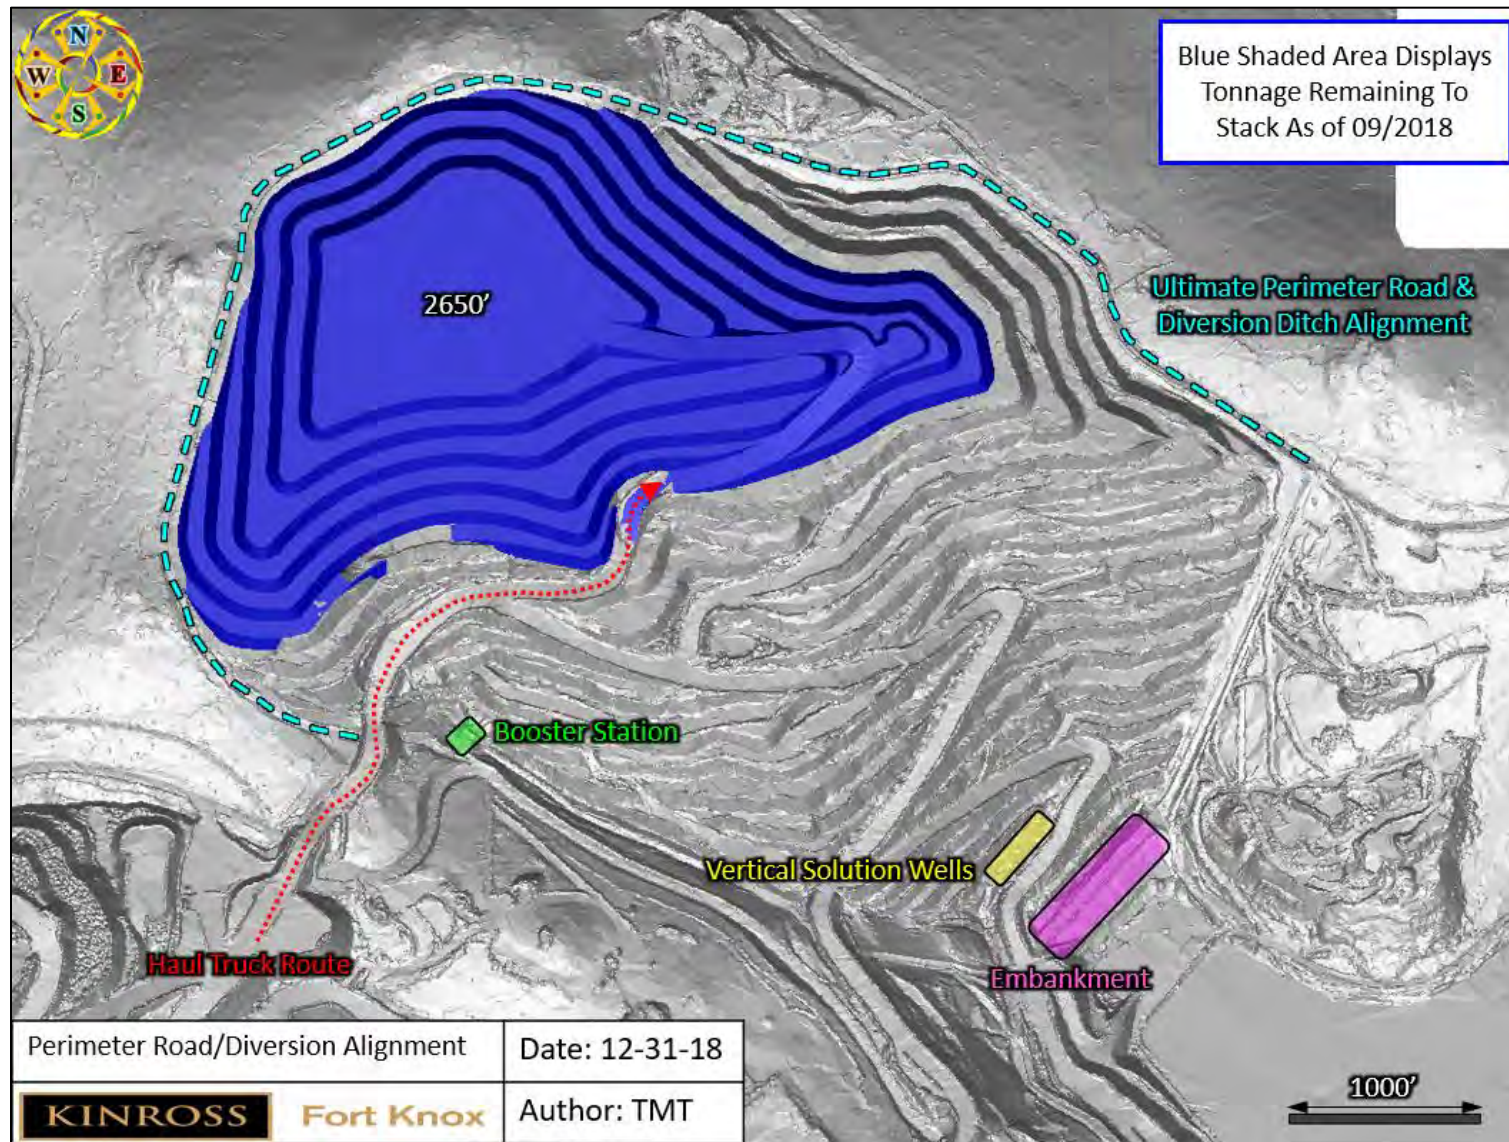 N
W
E
S
Blue Shaded Area Displays
Tonnage Remaining To
Stack As of 09/2018
2650’
Ultimate Perimeter Road &
Diversion Ditch Alignment
Booster Station
Vertical Solution Wells
Haul Truck Route
Embankment
Perimeter Road/Diversion Alignment
Date: 12-31-18
KINROSS
Fort Knox
Author: TMT
1000’